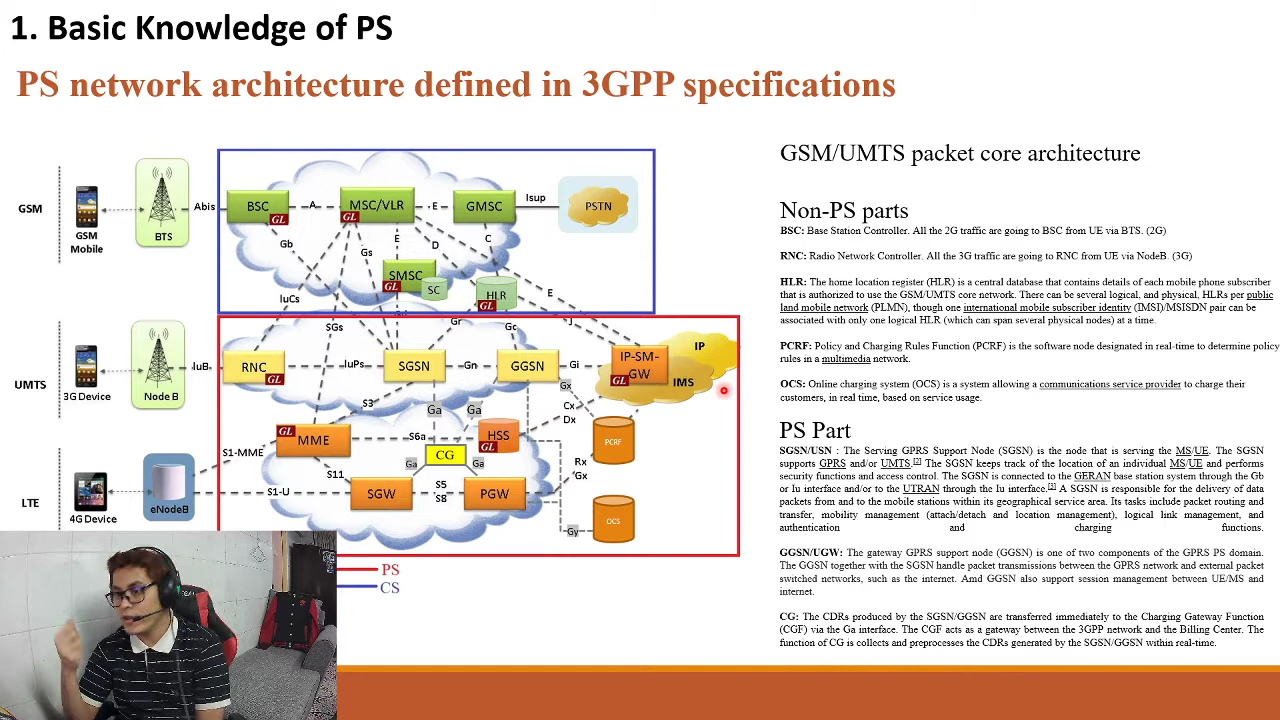 1. Basic Knowledge of PS
PS network architecture defined in 3GPP specifications
GSM/UMTS packet core architecture
Non-PS parts
BSC: Base Station Controller. All the 2G traffic are going to BSC from UE via BTS. (2G)
RNC: Radio Network Controller. All the 3G traffic are going to RNC from UE via NodeB. (3G)
HLR: The home location register (HLR) is a central database that contains details of each mobile phone subscriber
that is authorized to use the GSM/UMTS core network. There can be several logical, and physical, HLRs per public
land mobile network (PLMN), though one international mobile subscriber identity (IMSI)/MSISDN pair can be
associated with only one logical HLR (which can span several physical nodes) at a time.
PCRF: Policy and Charging Rules Function (PCRF) is the software node designated in real-time to determine policy
rules in a multimedia network.
OCS: Online charging system (OCS) is a system allowing a communications service provider to charge their
customers, in real time, based on service usage.
PS Part
SGSN/USN : The Serving GPRS Support Node (SGSN) is the node that is serving the MS/UE. The SGSN
supports GPRS and/or UMTS.[2] The SGSN keeps track of the location of an individual MS/UE and performs
security functions and access control. The SGSN is connected to the GERAN base station system through the Gb
or Iu interface and/or to the UTRAN through the Iu interface. A SGSN is responsible for the delivery of data
packets from and to the mobile stations within its geographical service area. Its tasks include packet routing and
transfer, mobility management (attach/detach and location management), logical link management, and
authentication and charging functions.
GGSN/UGW: The gateway GPRS support node (GGSN) is one of two components of the GPRS PS domain.
The GGSN together with the SGSN handle packet transmissions between the GPRS network and external packet
switched networks, such as the internet. Amd GGSN also support session management between UE/MS and
internet.
CG: The CDRs produced by the SGSN/GGSN are transferred immediately to the Charging Gateway Function
(CGF) via the Ga interface. The CGF acts as a gateway between the 3GPP network and the Billing Center. The
function of CG is collects and preprocesses the CDRs generated by the SGSN/GGSN within real-time.
GSM
GSM
Mobile
BTS
Abis
BSC
GL
A
MSC/VLR
GL
E
GMSC
Isup
PSTN
Gb
Gs
E
D
C
SMSC
GL
SC
HLR
GL
E
IuCs
SGs
Gr
Gc
J
UMTS
3G Device
Node B
IuB
RNC
GL
IuPs
SGSN
Gn
GGSN
Gi
IP-SM-
GW
GL
IP
IMS
Gx
S3
Ga
Ga
Cx
Dx
MME
GL
S6a
HSS
GL
CG
PCRF
S1-MME
S11
Ga
Ga
Rx
Gx
LTE
4G Device
eNodeB
S1-U
SGW
S5
S8
PGW
Gy
OCS
PS
CS